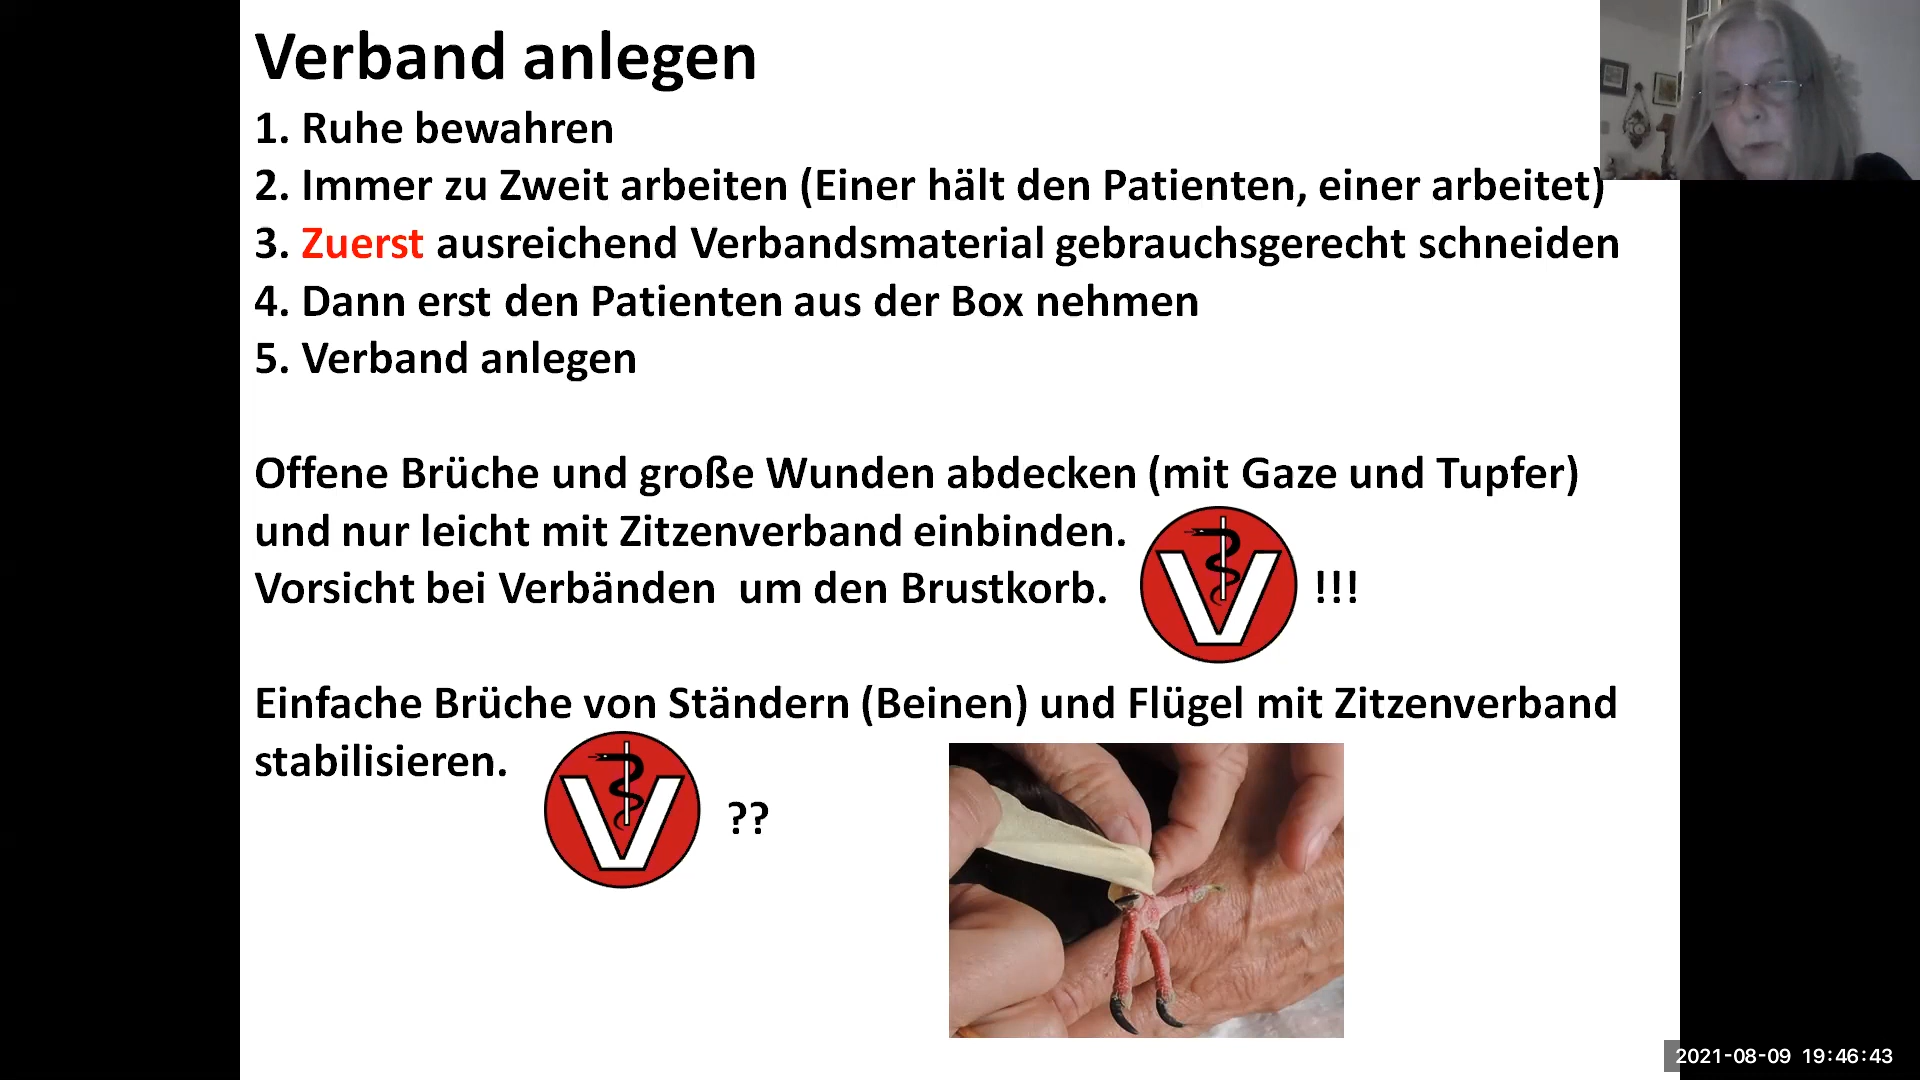 Verband anlegen
1. Ruhe bewahren
2. Immer zu Zweit arbeiten (Einer hält den Patienten, einer arbeitet)
3. Zuerst ausreichend Verbandsmaterial gebrauchsgerecht schneiden
4. Dann erst den Patienten aus der Box nehmen
5. Verband anlegen
Offene Brüche und große Wunden abdecken (mit Gaze und Tupfer)
und nur leicht mit Zitzenverband einbinden.
Vorsicht bei Verbänden um den Brustkorb.
V
!!!
Einfache Brüche von Ständern (Beinen) und Flügel mit Zitzenverband
stabilisieren.
V
??
2021-08-09 19:46:43